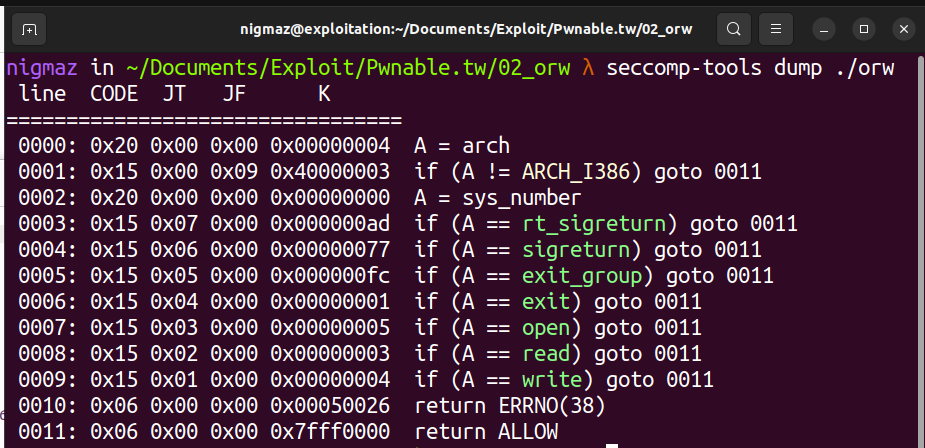 nigmaz@exploitation:~/Documents/Exploit/Pwnable.tw/02_orw
nigmaz in ~/Documents/Exploit/Pwnable.tw/02_orw λ seccomp-tools dump ./orw
 line  CODE  JT   JF      K
=================================
 0000: 0x20 0x00 0x00 0x00000004  A = arch
 0001: 0x15 0x00 0x09 0x40000003  if (A != ARCH_I386) goto 0011
 0002: 0x20 0x00 0x00 0x00000000  A = sys_number
 0003: 0x15 0x07 0x00 0x000000ad  if (A == rt_sigreturn) goto 0011
 0004: 0x15 0x06 0x00 0x00000077  if (A == sigreturn) goto 0011
 0005: 0x15 0x05 0x00 0x000000fc  if (A == exit_group) goto 0011
 0006: 0x15 0x04 0x00 0x00000001  if (A == exit) goto 0011
 0007: 0x15 0x03 0x00 0x00000005  if (A == open) goto 0011
 0008: 0x15 0x02 0x00 0x00000003  if (A == read) goto 0011
 0009: 0x15 0x01 0x00 0x00000004  if (A == write) goto 0011
 0010: 0x06 0x00 0x00 0x00050026  return ERRNO(38)
 0011: 0x06 0x00 0x00 0x7fff0000  return ALLOW